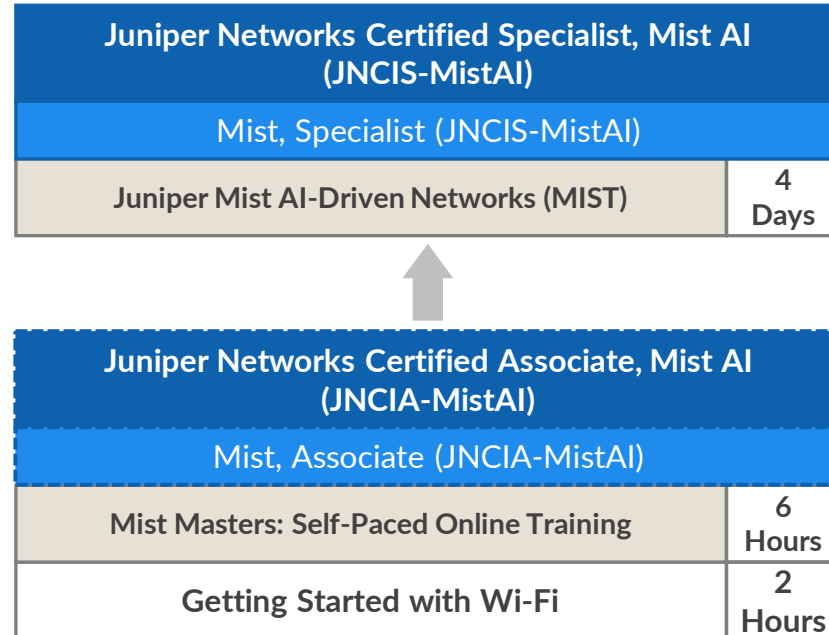 Juniper Networks Certified Specialist, Mist AI
(JNCIS-MistAI)
Mist, Specialist (JNCIS-MistAI)
Juniper Mist AI-Driven Networks (MIST)
4
Days
Juniper Networks Certified Associate, Mist AI
(JNCIA-MistAI)
Mist, Associate (JNCIA-MistAI)
Mist Masters: Self-Paced Online Training
6
Hours
Getting Started with Wi-Fi
2
Hours